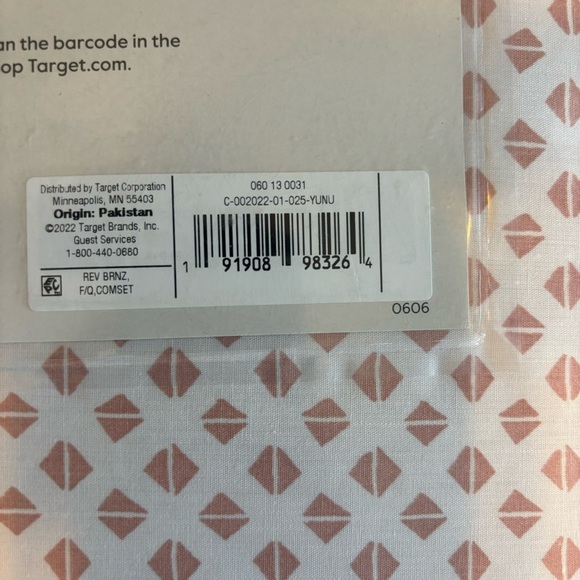 an the barcode in the
op Target.com.
Distributed by Target Corporation
Minneapolis, MN 55403
Origin: Pakistan
©2022 Target Brands, Inc.
Guest Services
1-800-440-0680
REV BRNZ,
F/Q,COMSET
060 13 0031
C-002022-01-025-YUNU
1 91908 98326 4
0606